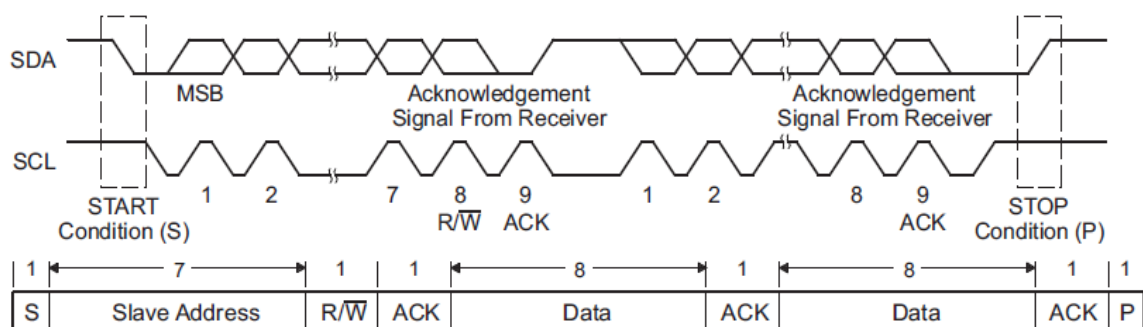 SDA
MSB
Acknowledgement Signal From Receiver
Acknowledgement Signal From Receiver
SCL
1 2 7 8 9 1 2 8 9
R/W̅ ACK ACK
START Condition (S)
STOP Condition (P)
1 7 1 1 8 1 8 1 1
S Slave Address R/W̅ ACK Data ACK Data ACK P